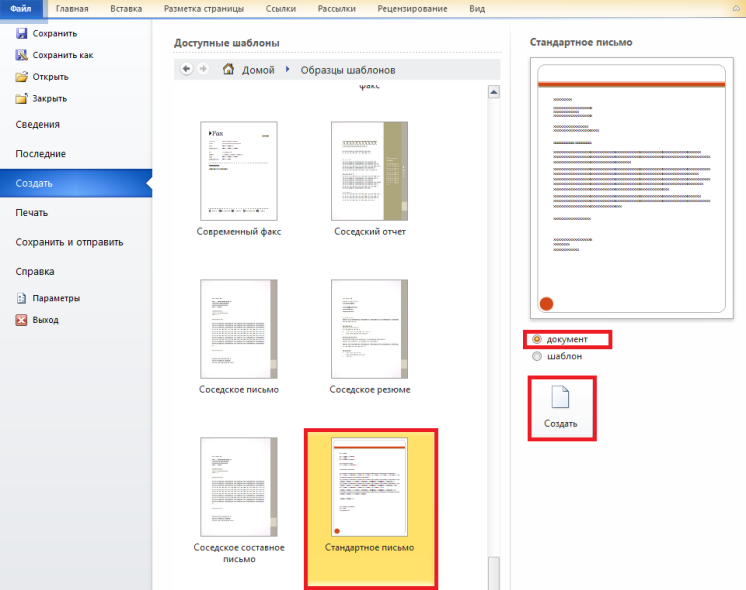 Файл Главная Вставка Разметка страницы Ссылки Рассылки Рецензирование Вид
Сохранить
Сохранить как
Открыть
Закрыть
Сведения
Последние
Создать
Печать
Сохранить и отправить
Справка
Параметры
Выход
Доступные шаблоны
Домой Образцы шаблонов
факс
Fax
Современный факс
Соседский отчет
Соседское письмо
Соседское резюме
Соседское составное
письмо
Стандартное письмо
Стандартное письмо
документ
шаблон
Создать